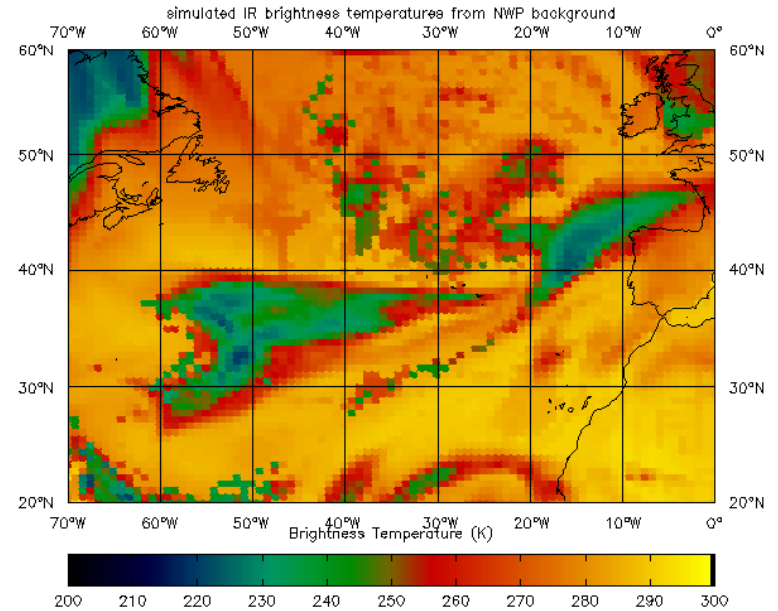 simulated IR brightness temperatures from NWP background
70°W 60°W 50°W 40°W 30°W 20°W 10°W 0°
60°N 60°N
50°N 50°N
40°N 40°N
30°N 30°N
20°N 20°N
70°W 60°W 50°W 40°W 30°W 20°W 10°W 0°
Brightness Temperature (K)
200 210 220 230 240 250 260 270 280 290 300